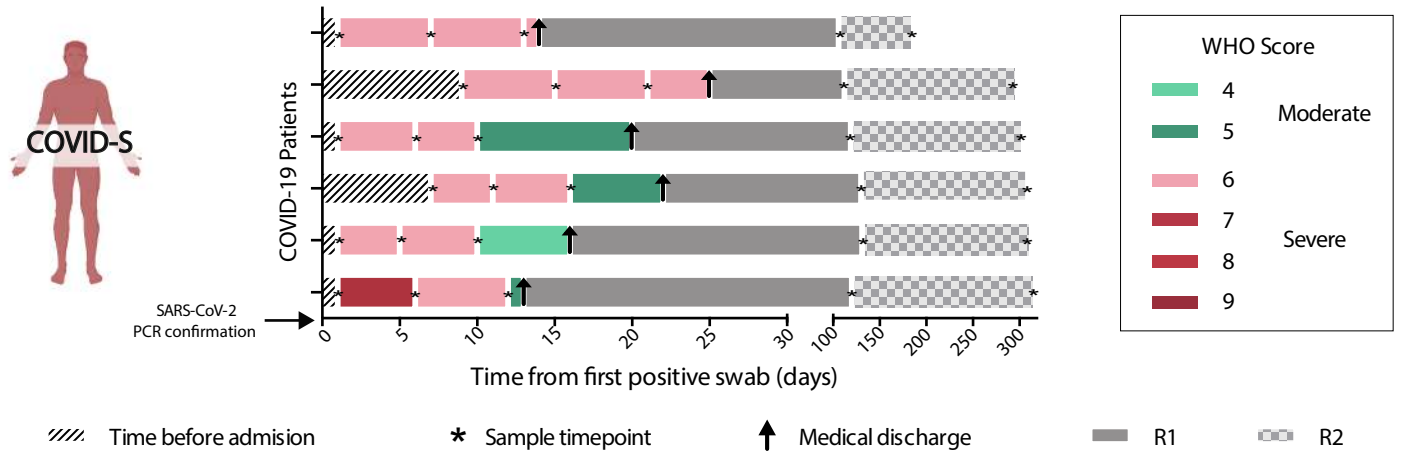 COVID-S
COVID-19 Patients
SARS-CoV-2
PCR confirmation
0 5 10 15 20 25 30 100 150 200 250 300
Time from first positive swab (days)
WHO Score
4
Moderate
5
6
7
Severe
8
9
Time before admision
* Sample timepoint
Medical discharge
R1
R2